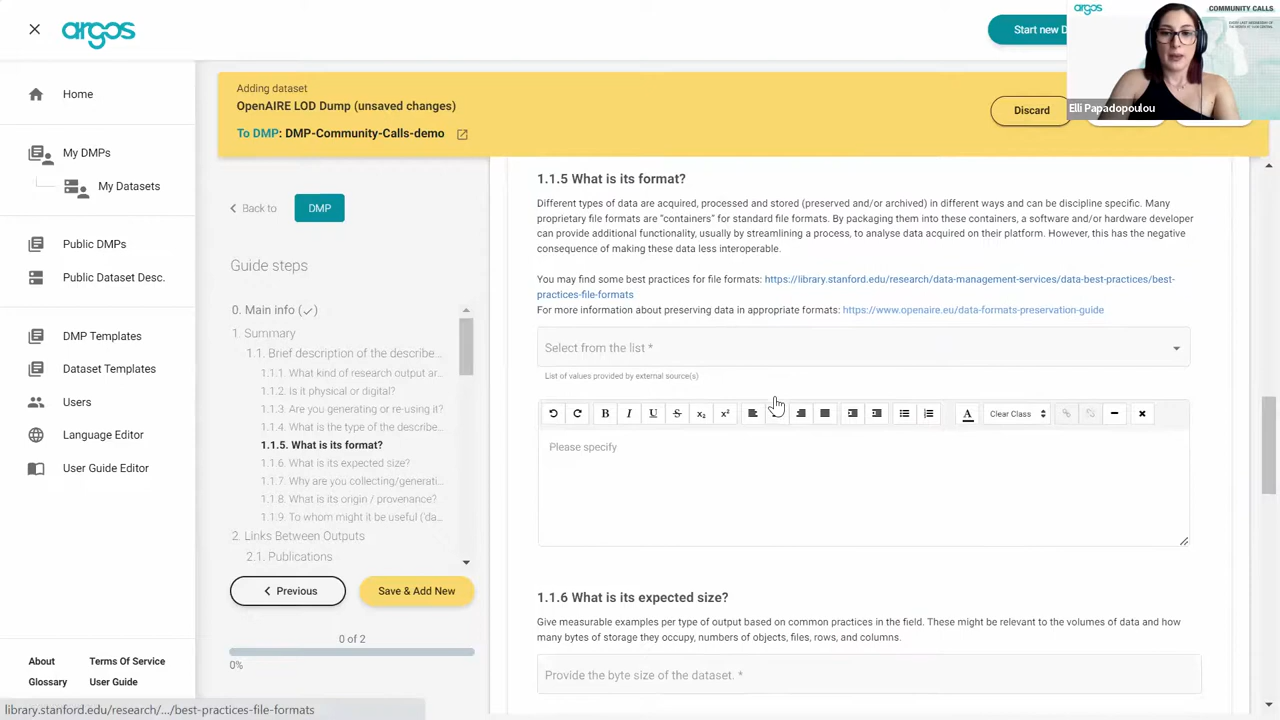 argos
Start new D
argos
COMMUNITY CALLS
Elli Papadopoulou
Home
My DMPs
My Datasets
Public DMPs
Public Dataset Desc.
DMP Templates
Dataset Templates
Users
Language Editor
User Guide Editor
About
Terms Of Service
Glossary
User Guide
Adding dataset
OpenAIRE LOD Dump (unsaved changes)
To DMP: DMP-Community-Calls-demo
Discard
Back to
DMP
Guide steps
0. Main info (✓)
1 Summary
1.1. Brief description of the describe...
1.1.1. What kind of research output ar...
1.1.2. Is it physical or digital?
1.1.3. Are you generating or re-using it?
1.1.4. What is the type of the describe...
1.1.5. What is its format?
1.1.6. What is its expected size?
1.1.7. Why are you collecting/generati...
1.1.8. What is its origin / provenance?
1.1.9. To whom might it be useful ('da...
2. Links Between Outputs
2.1. Publications
Previous
Save & Add New
0 of 2
0%
1.1.5 What is its format?
Different types of data are acquired, processed and stored (preserved and/or archived) in different ways and can be discipline specific. Many
proprietary file formats are "containers" for standard file formats. By packaging them into these containers, a software and/or hardware developer
can provide additional functionality, usually by streamlining a process, to analyse data acquired on their platform. However, this has the negative
consequence of making these data less interoperable.
You may find some best practices for file formats: https://library.stanford.edu/research/data-management-services/data-best-practices/best-
practices-file-formats
For more information about preserving data in appropriate formats: https://www.openaire.eu/data-formats-preservation-guide
Select from the list *
List of values provided by external source(s)
B I U S x₂ x² A Clear Class
Please specify
1.1.6 What is its expected size?
Give measurable examples per type of output based on common practices in the field. These might be relevant to the volumes of data and how
many bytes of storage they occupy, numbers of objects, files, rows, and columns.
Provide the byte size of the dataset. *
library.stanford.edu/research/.../best-practices-file-formats